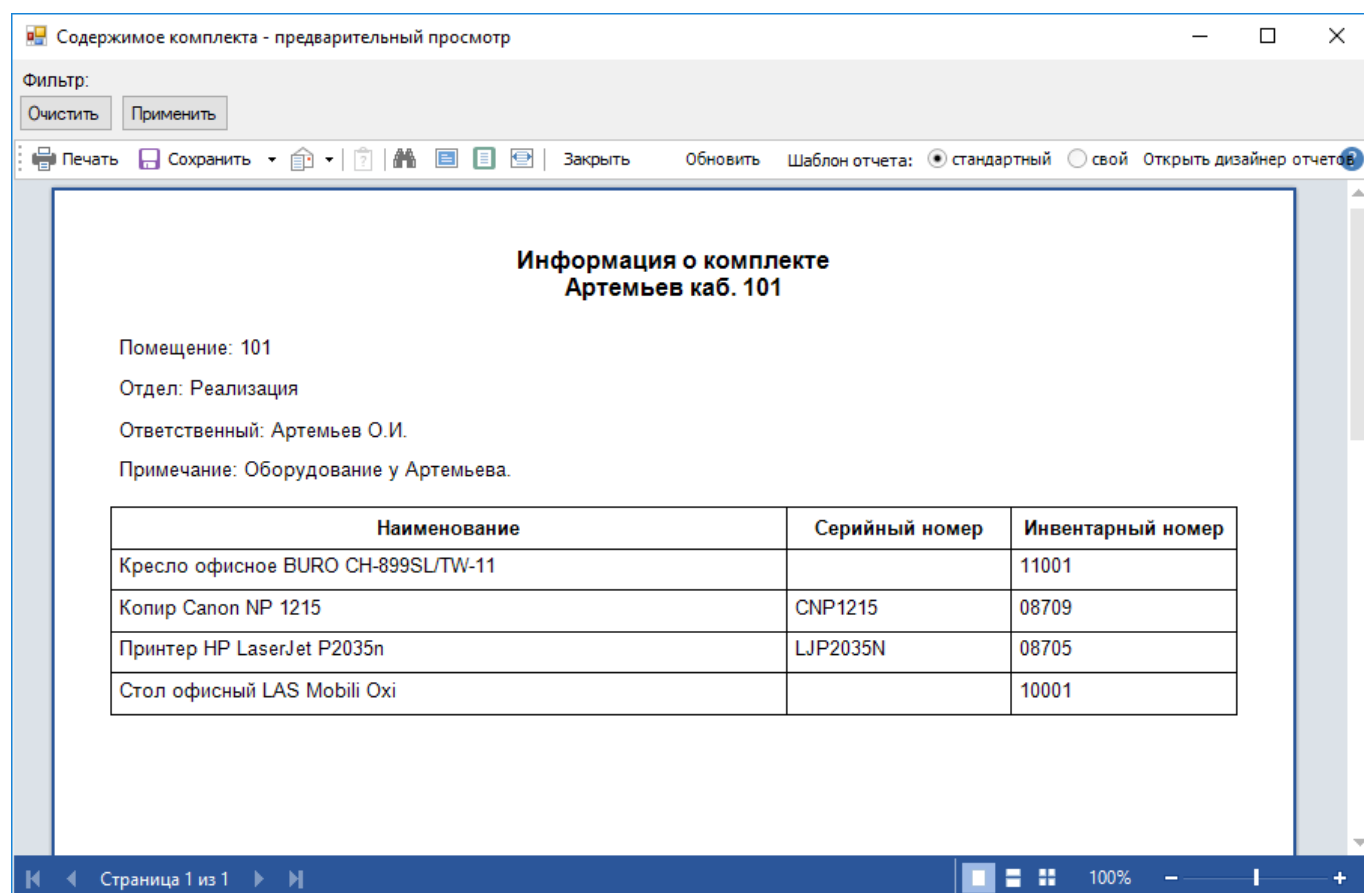 Содержимое комплекта - предварительный просмотр
Фильтр:
Очистить Применить
Печать Сохранить Закрыть Обновить Шаблон отчета: стандартный свой Открыть дизайнер отчетов
Информация о комплекте
Артемьев каб. 101
Помещение: 101
Отдел: Реализация
Ответственный: Артемьев О.И.
Примечание: Оборудование у Артемьева.
Наименование Серийный номер Инвентарный номер
Кресло офисное BURO CH-899SL/TW-11 11001
Копир Canon NP 1215 CNP1215 08709
Принтер HP LaserJet P2035n LJP2035N 08705
Стол офисный LAS Mobili Oxi 10001
Страница 1 из 1 100%